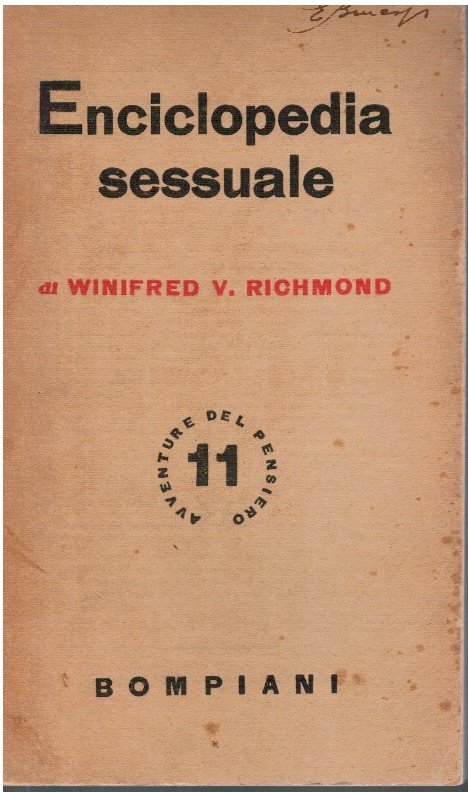 Enciclopedia
sessuale
di WINIFRED V. RICHMOND
AVVENTURE DEL PENSIERO
11
BOMPIANI